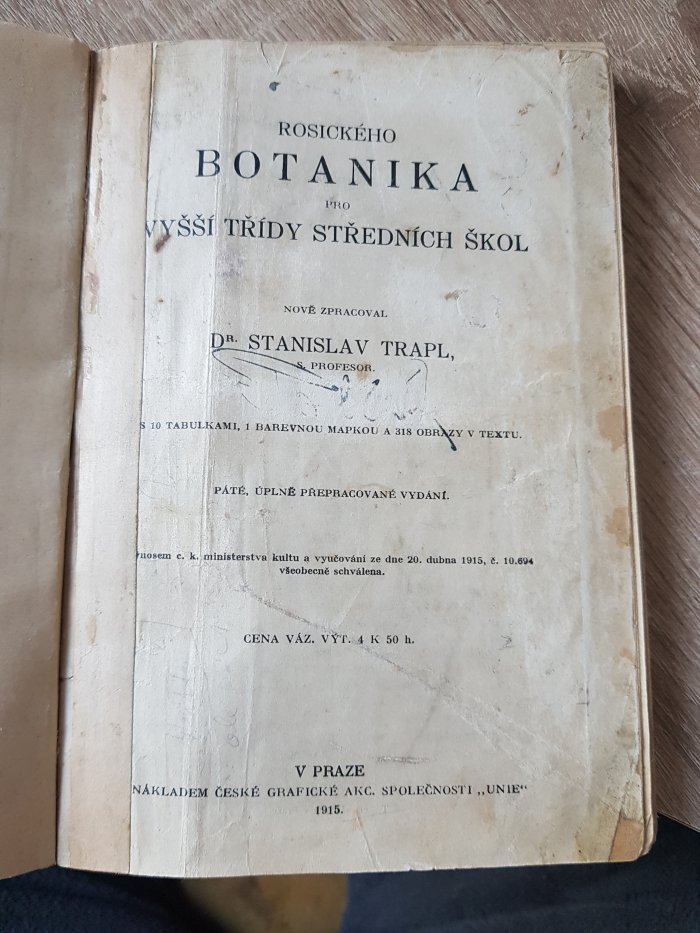 ROSICKÉHO
BOTANIKA
PRO
VYŠŠÍ TŘÍDY STŘEDNÍCH ŠKOL
NOVĚ ZPRACOVAL
DR. STANISLAV TRAPL,
S. PROFESOR.
S 10 TABULKAMI, 1 BAREVNOU MAPKOU A 318 OBRAZY V TEXTU.
PÁTÉ, ÚPLNĚ PŘEPRACOVANÉ VYDÁNÍ.
nosem c. k. ministerstva kultu a vyučování ze dne 20. dubna 1915, č. 10.694
všeobecně schválena.
CENA VÁZ. VÝT. 4 K 50 h.
V PRAZE
NÁKLADEM ČESKÉ GRAFICKÉ AKC. SPOLEČNOSTI „UNIE“
1915.